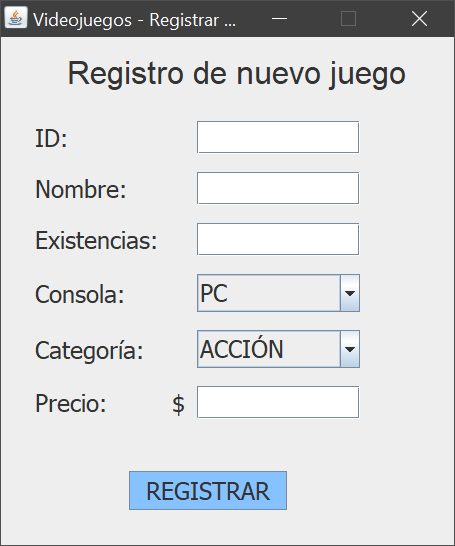 Videojuegos - Registrar ...
Registro de nuevo juego
ID:
Nombre:
Existencias:
Consola: PC
Categoría: ACCIÓN
Precio: $
REGISTRAR